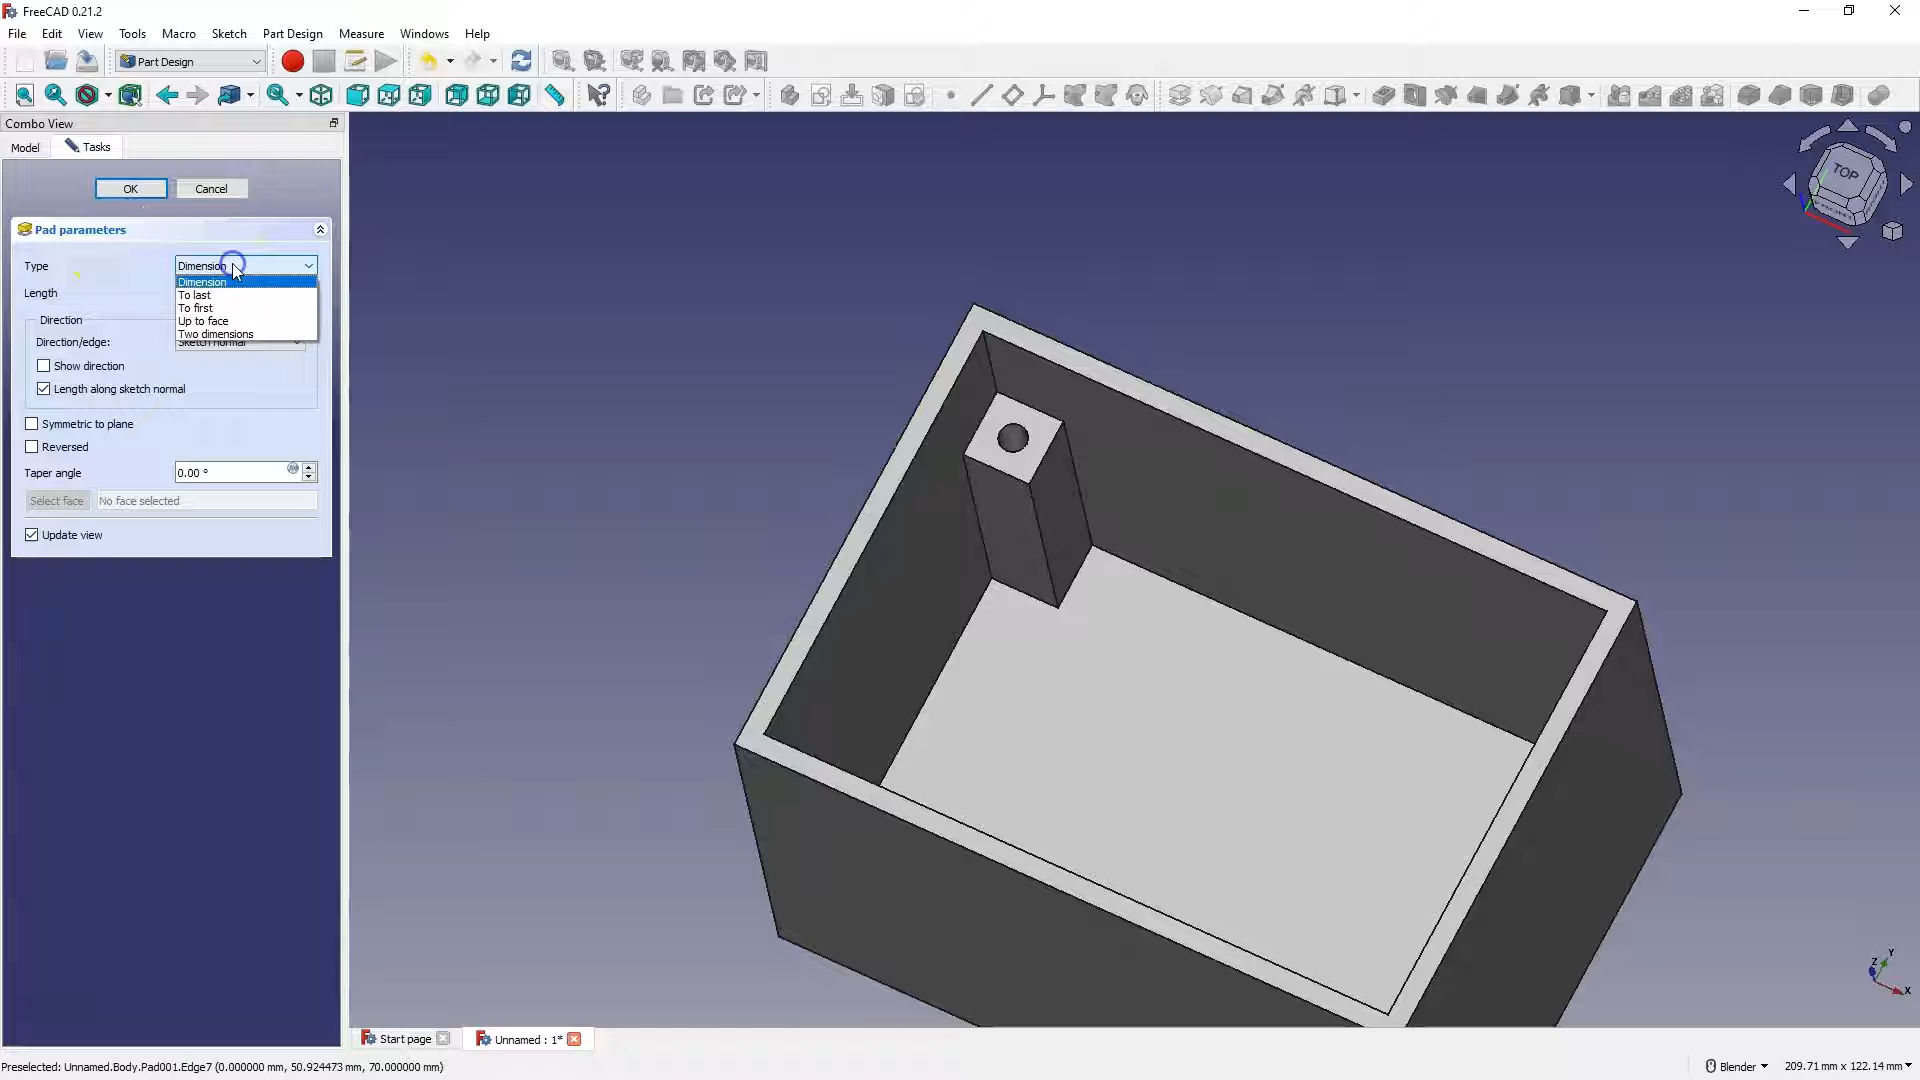 FreeCAD 0.21.2
File Edit View Tools Macro Sketch Part Design Measure Windows Help
Part Design
Combo View
Model Tasks
OK Cancel
Pad parameters
Type Dimension
Dimension
To last
Length
To first
Direction
Up to face
Two dimensions
Direction/edge: Sketch normal
Show direction
Length along sketch normal
Symmetric to plane
Reversed
Taper angle 0.00 °
Select face No face selected
Update view
TOP
FRONT
Z Y
X
Start page Unnamed : 1*
Preselected: Unnamed.Body.Pad001.Edge7 (0.000000 mm, 50.924473 mm, 70.000000 mm)
Blender 209.71 mm x 122.14 mm